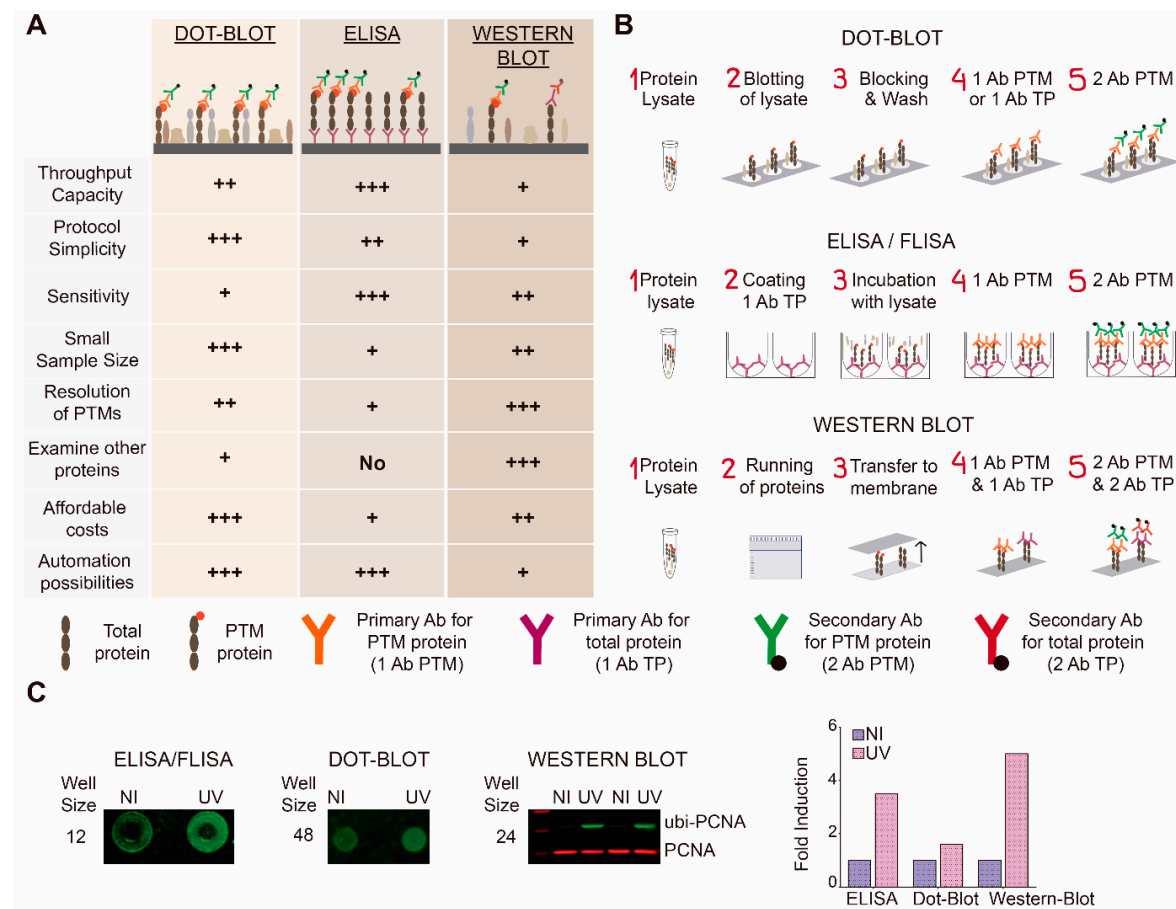 A
DOT-BLOT
ELISA
WESTERN
BLOT
Throughput
Capacity
++
+++
+
Protocol
Simplicity
+++
++
+
Sensitivity
+
+++
++
Small
Sample Size
+++
+
++
Resolution
of PTMs
++
+
+++
Examine other
proteins
+
No
+++
Affordable
costs
+++
+
++
Automation
possibilities
+++
+++
+
B
DOT-BLOT
1 Protein
Lysate
2 Blotting
of lysate
3 Blocking
& Wash
4 1 Ab PTM
or 1 Ab TP
5 2 Ab PTM
ELISA / FLISA
1 Protein
lysate
2 Coating
1 Ab TP
3 Incubation
with lysate
4 1 Ab PTM
5 2 Ab PTM
WESTERN BLOT
1 Protein
Lysate
2 Running
of proteins
3 Transfer to
membrane
4 1 Ab PTM
& 1 Ab TP
5 2 Ab PTM
& 2 Ab TP
Total
protein
PTM
protein
Primary Ab for
PTM protein
(1 Ab PTM)
Primary Ab for
total protein
(1 Ab TP)
Secondary Ab
for PTM protein
(2 Ab PTM)
Secondary Ab
for total protein
(2 Ab TP)
C
ELISA/FLISA
Well
Size
NI UV
12
DOT-BLOT
Well
Size
NI UV
48
WESTERN BLOT
Well
Size
NI UV NI UV
24
ubi-PCNA
PCNA
Fold Induction
6
4
2
0
NI
UV
ELISA Dot-Blot Western-Blot